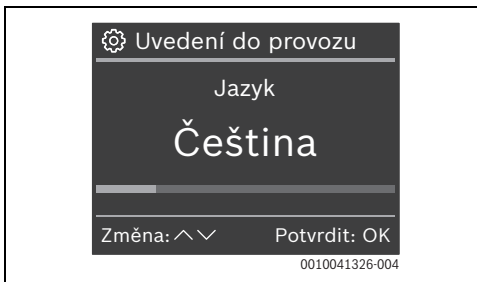 Uvedení do provozu
Jazyk
Čeština
Změna: Potvrdit: OK
0010041326-004